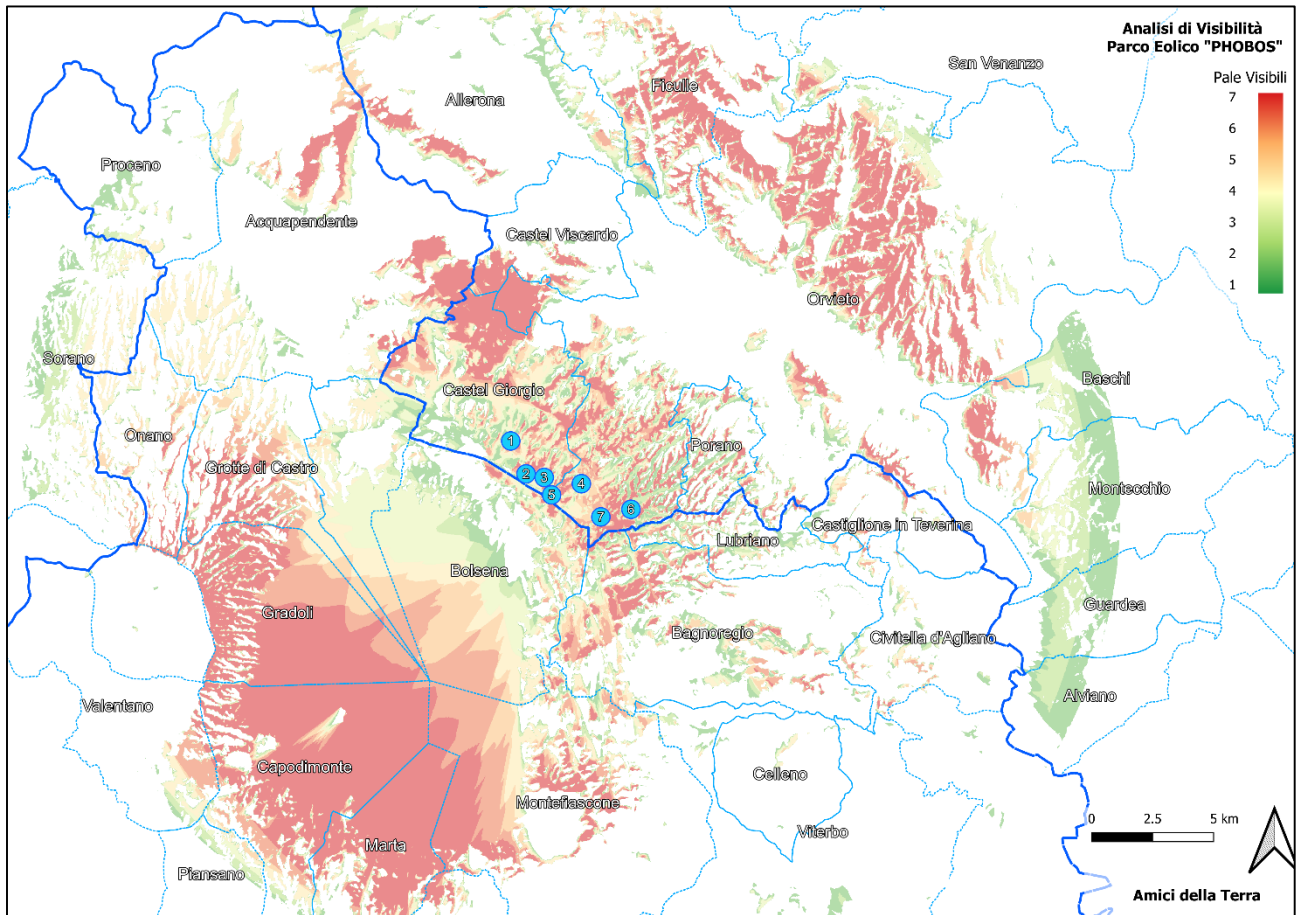 Analisi di Visibilità
Parco Eolico "PHOBOS"
Pale Visibili
7
6
5
4
3
2
1
San Venanzo
Ficulle
Allerona
Proceno
Acquapendente
Castel Viscardo
Orvieto
Sorano
Baschi
Castel Giorgio
Onano
Porano
Grotte di Castro
1
2
3
4
5
6
7
Montecchio
Castiglione in Teverina
Lubriano
Bolsena
Guardea
Gradoli
Bagnoregio
Civitella d'Agliano
Alviano
Valentano
Capodimonte
Celleno
Montefiascone
Viterbo
Marta
Piansano
0 2.5 5 km
Amici della Terra